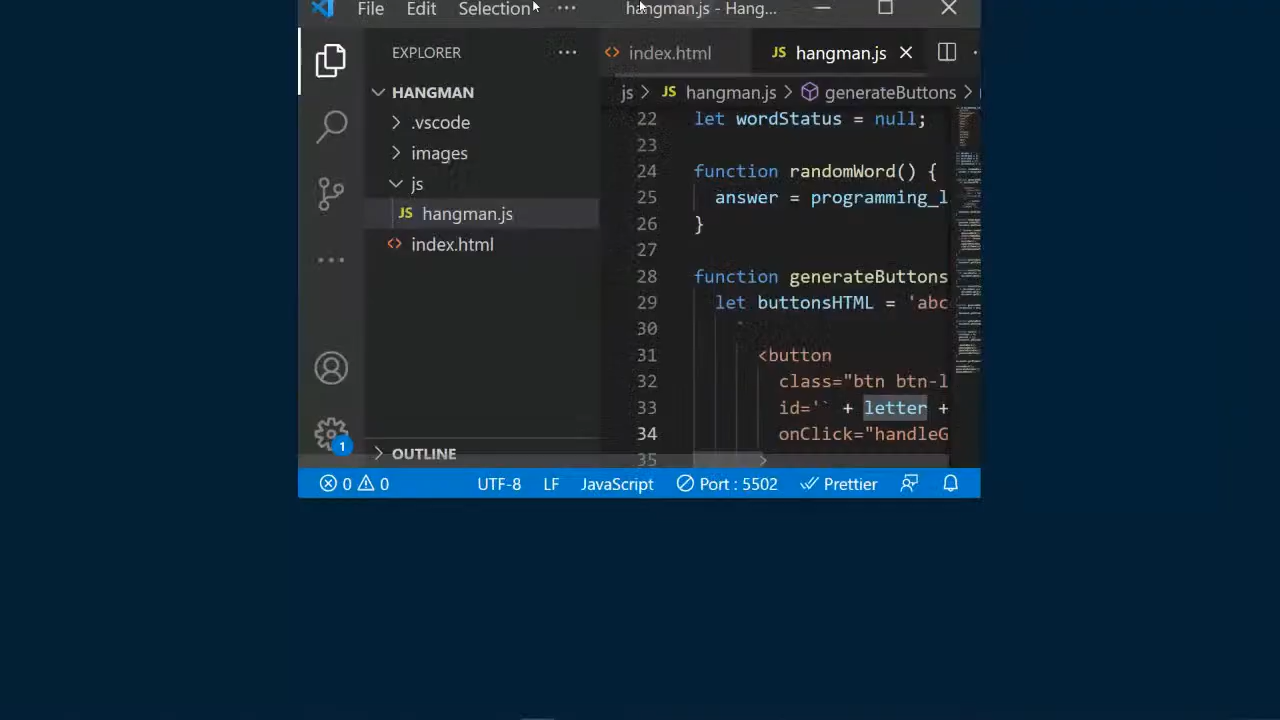 File Edit Selection ··· hangman.js - Hang...
EXPLORER ···
index.html
JS hangman.js
HANGMAN
.vscode
images
js
JS hangman.js
index.html
OUTLINE
js > JS hangman.js > generateButtons >
22 let wordStatus = null;
23
24 function randomWord() {
25 answer = programming_l
26 }
27
28 function generateButtons
29 let buttonsHTML = 'abc
30 `
31 <button
32 class="btn btn-l
33 id='` + letter +
34 onClick="handleG
35 >
1
0 0 UTF-8 LF JavaScript Port : 5502 Prettier